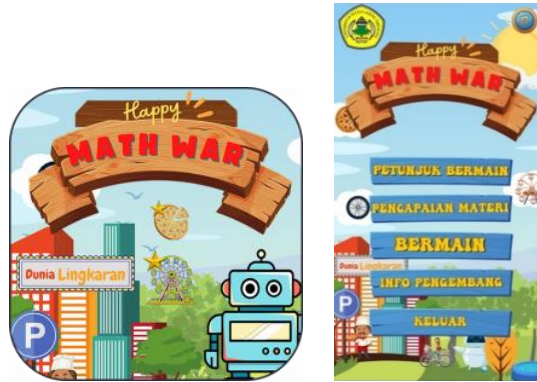 Happy
MATH WAR
Dunia Lingkaran
P
Happy
MATH WAR
PETUNJUK BERMAIN
PENCAPAIAN MATERI
BERMAIN
Dunia Lingkaran
INFO PENGEMBANG
P
KELUAR